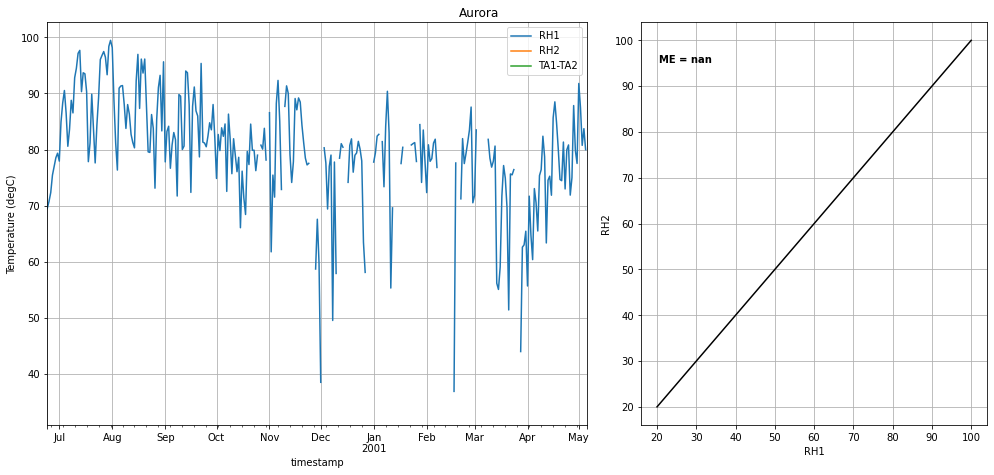 Aurora
RH1
RH2
TA1-TA2
Temperature (degC)
100
90
80
70
60
50
40
Jul Aug Sep Oct Nov Dec Jan Feb Mar Apr May
2001
timestamp
ME = nan
RH2
100
90
80
70
60
50
40
30
20
20 30 40 50 60 70 80 90 100
RH1